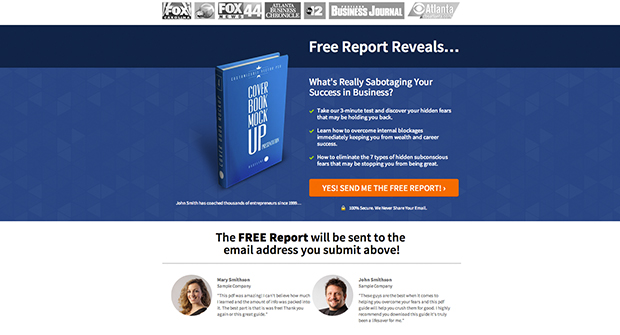 FOX
CAROLINA
FOX
NEWS 44
ATLANTA
BUSINESS
CHRONICLE
12
BUSINESS JOURNAL
Atlanta
Free Report Reveals...
What's Really Sabotaging Your
Success in Business?
Take our 3-minute test and discover your hidden fears
that may be holding you back.
Learn how to overcome internal blockages
immediately keeping you from wealth and career
success.
How to eliminate the 7 types of hidden subconscious
fears that may be stopping you from being great.
COVER
BOOK
MOCK
UP
PRESENTATION
YES! SEND ME THE FREE REPORT! ›
John Smith has coached thousands of entrepreneurs since 1999...
100% Secure. We Never Share Your Email.
The FREE Report will be sent to the
email address you submit above!
Mary Smithson
Sample Company
"This pdf was amazing! I can't believe how much
I learned and the amount of info was packed into
it. The best part is that is was free! Thank you
again or this great guide."
John Smithson
Sample Company
"These guys are the best when it comes to
helping you overcome your fears and this pdf
guide will help you crush them for good. I highly
recommend you download this guide it's truly
been a lifesaver for me."